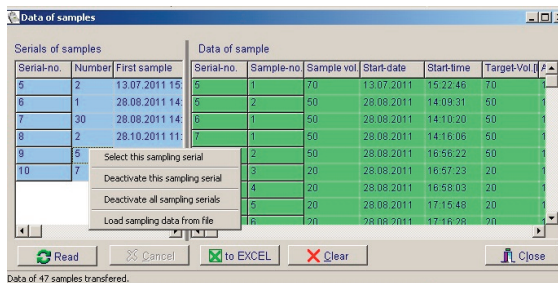 Data of samples
Serials of samples
Data of sample
Serial-no. Number First sample
5 2 13.07.2011 15:
6 1 28.08.2011 14:
7 30 28.08.2011 14:
8 2 28.10.2011 11:
9 5
10 7
Serial-no. Sample-no. Sample vol. Start-date Start-time Target-Vol.[l
5 1 70 13.07.2011 15:22:46 70
5 2 50 28.08.2011 14:09:31 50
6 1 50 28.08.2011 14:10:20 50
7 1 50 28.08.2011 14:16:06 50
2 50 28.08.2011 16:56:22 50
3 20 28.08.2011 16:57:23 20
4 20 28.08.2011 16:58:03 20
5 20 28.08.2011 17:15:48 20
6 20 28.08.2011 17:16:28 20
Select this sampling serial
Deactivate this sampling serial
Deactivate all sampling serials
Load sampling data from file
Read Cancel to EXCEL Clear Close
Data of 47 samples transfered.